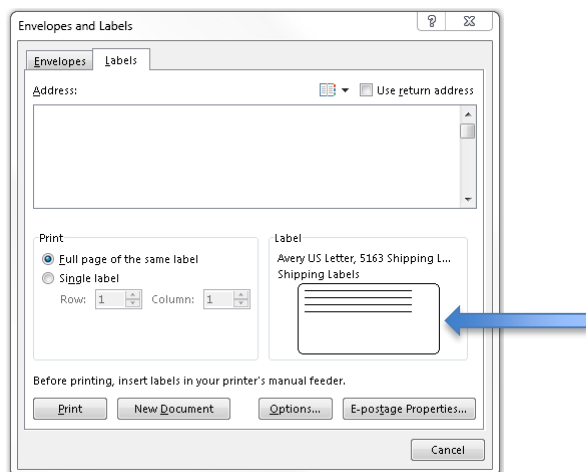 Envelopes and Labels
Envelopes Labels
Address: Use return address
Print
Full page of the same label
Single label
Row: 1 Column: 1
Label
Avery US Letter, 5163 Shipping L...
Shipping Labels
Before printing, insert labels in your printer's manual feeder.
Print New Document Options... E-postage Properties...
Cancel